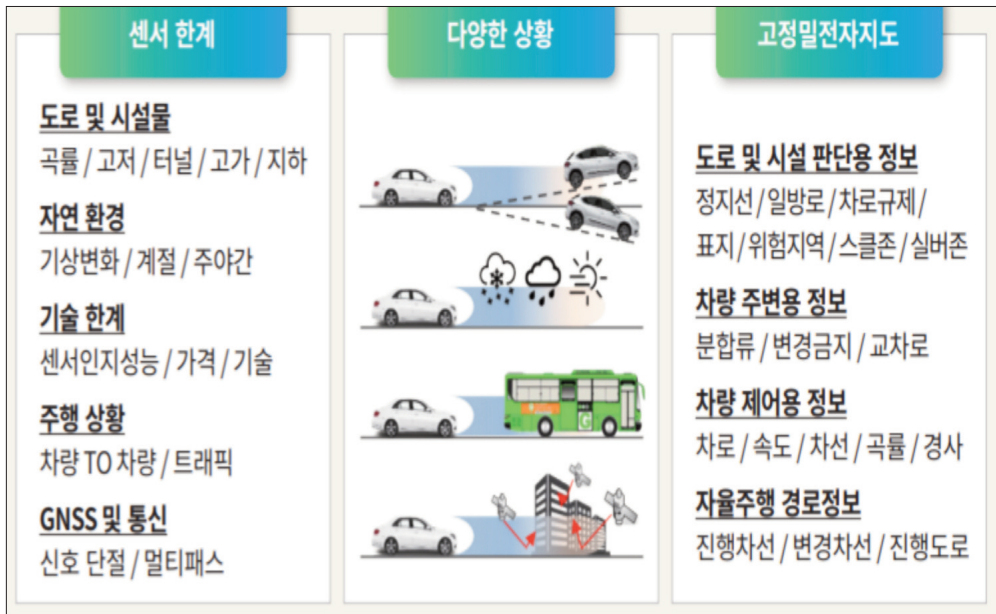 센서 한계
도로 및 시설물
곡률 / 고저 / 터널 / 고가 / 지하
자연 환경
기상변화 / 계절 / 주야간
기술 한계
센서인지성능 / 가격 / 기술
주행 상황
차량 TO 차량 / 트래픽
GNSS 및 통신
신호 단절 / 멀티패스
다양한 상황
G
고정밀전자지도
도로 및 시설 판단용 정보
정지선 / 일방로 / 차로규제 /
표지 / 위험지역 / 스클존 / 실버존
차량 주변용 정보
분합류 / 변경금지 / 교차로
차량 제어용 정보
차로 / 속도 / 차선 / 곡률 / 경사
자율주행 경로정보
진행차선 / 변경차선 / 진행도로